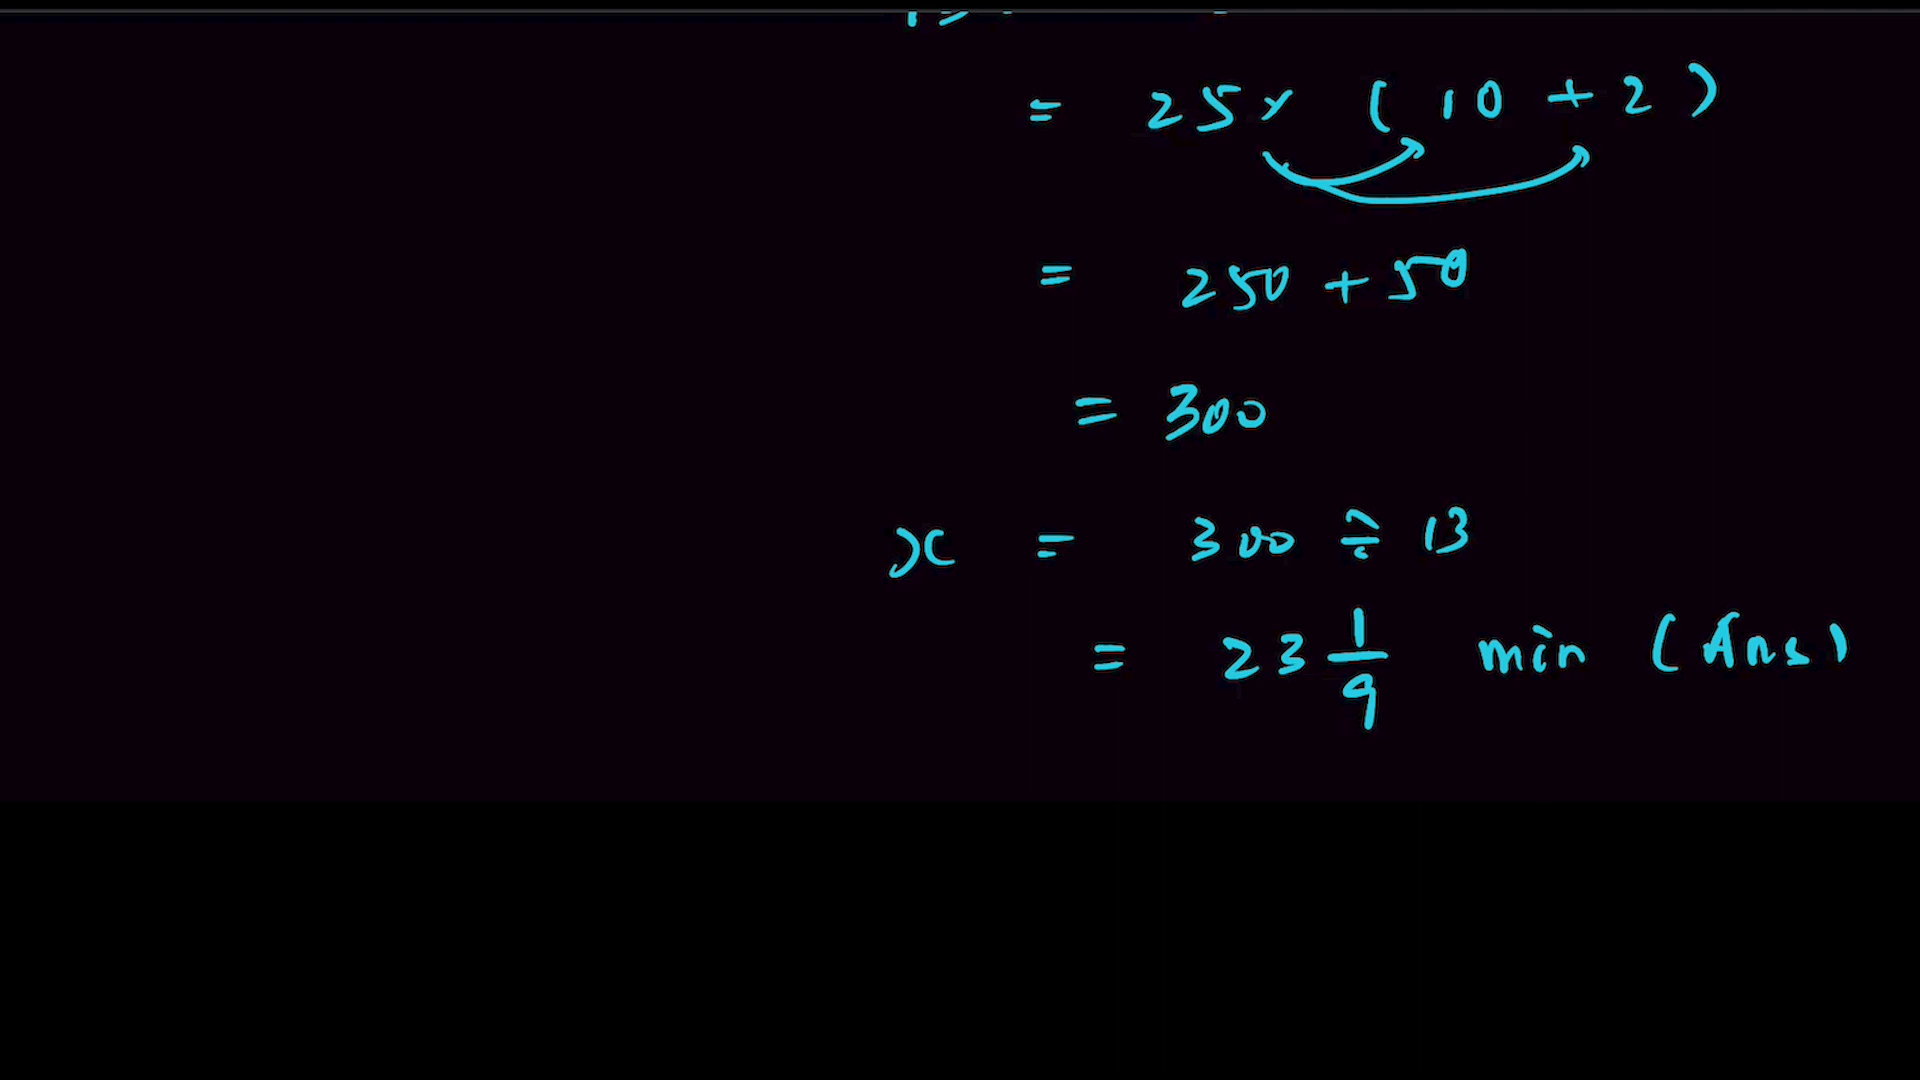 = 25 × ( 10 + 2 )
= 250 + 50
= 300
x = 300 ÷ 13
= 23 1/9 min (Ans)